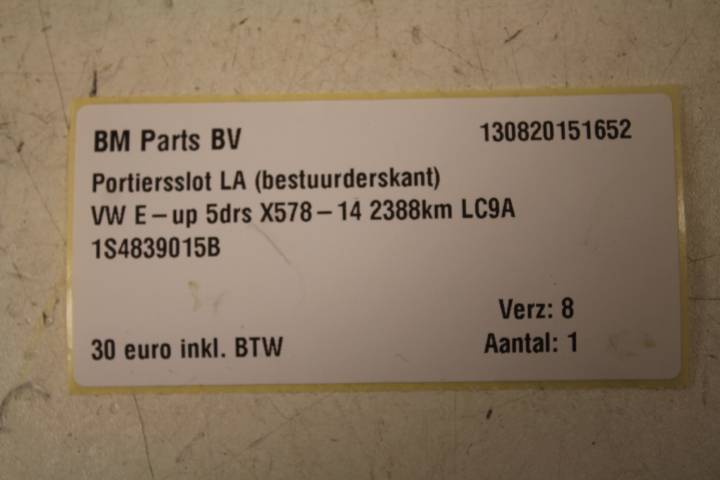 BM Parts BV 130820151652
Portiersslot LA (bestuurderskant)
VW E-up 5drs X578-14 2388km LC9A
1S4839015B
Verz: 8
30 euro inkl. BTW Aantal: 1